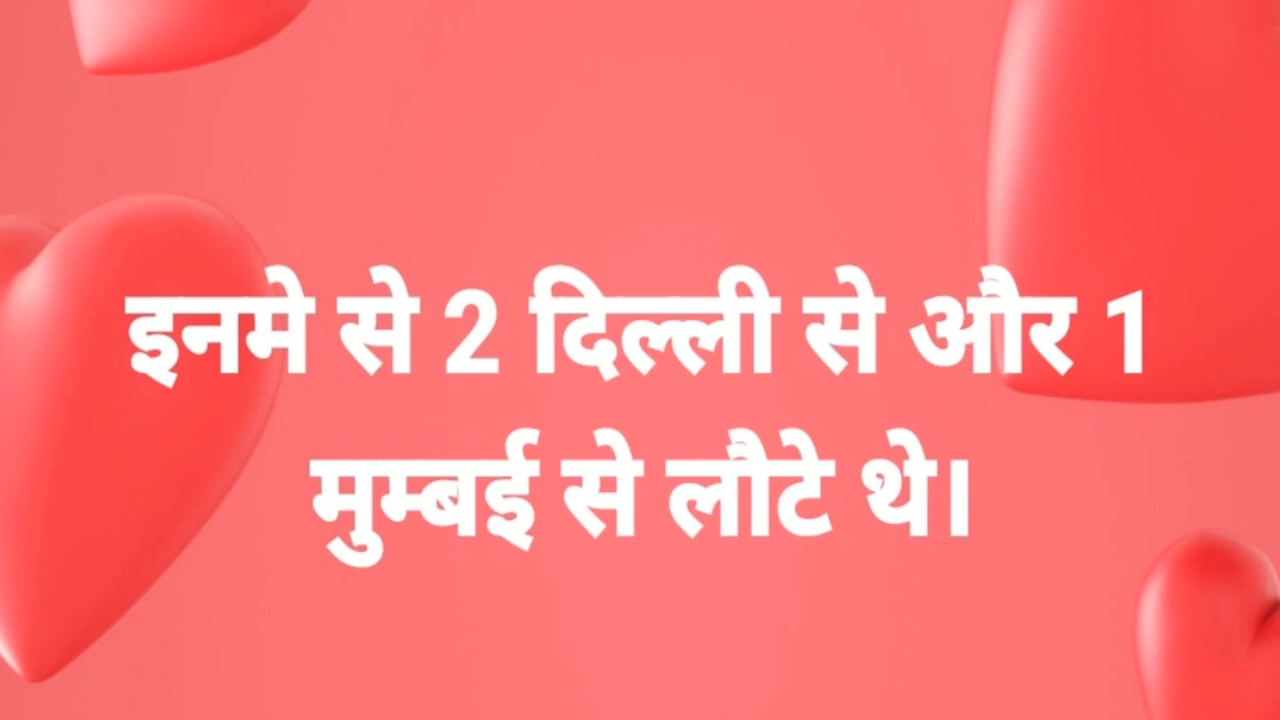 इनमे से 2 दिल्ली से और 1
मुम्बई से लौटे थे।